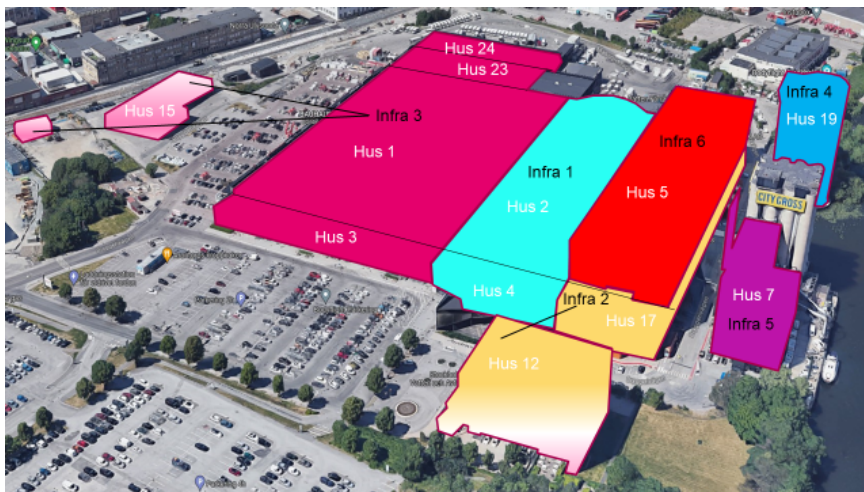 Hus 24
Hus 23
Hus 15
Infra 3
Hus 1
Hus 3
Infra 1
Hus 2
Hus 4
Infra 6
Hus 5
Infra 4
Hus 19
CITY GROSS
Infra 2
Hus 17
Hus 12
Hus 7
Infra 5